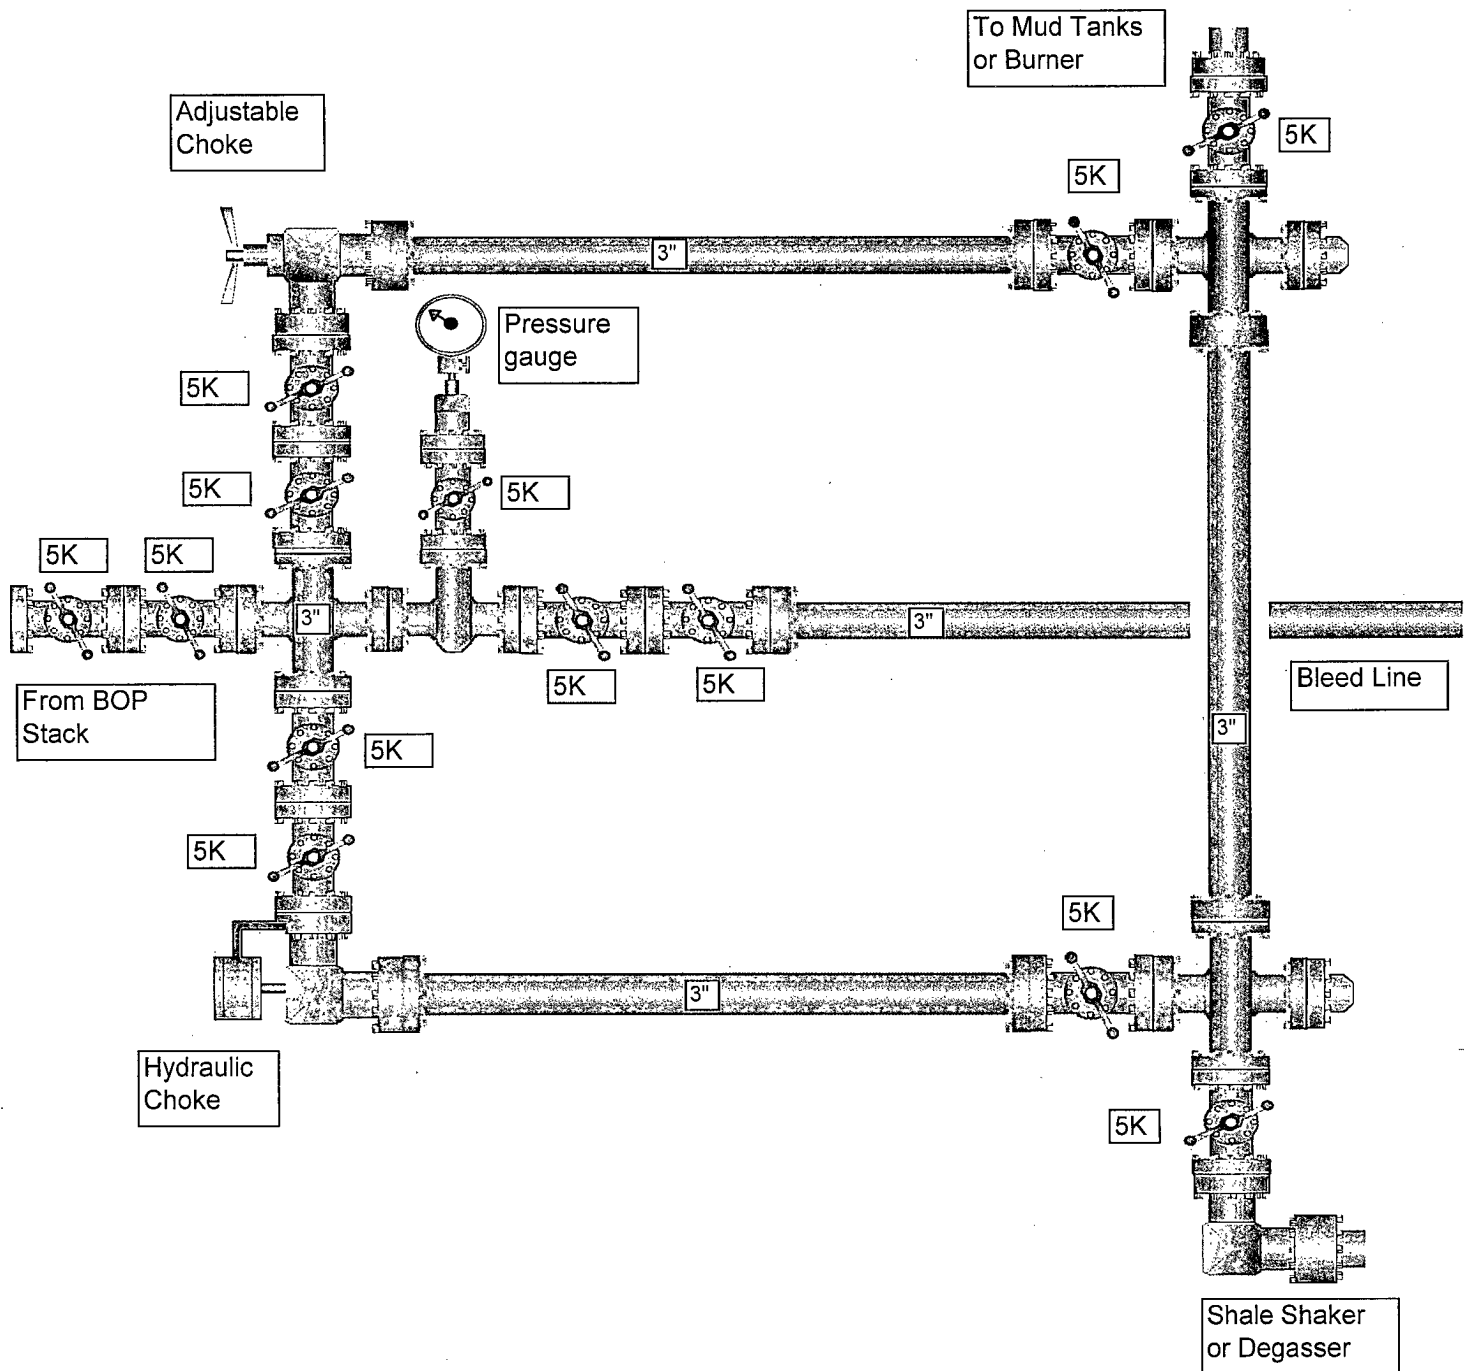 To Mud Tanks
or Burner
Adjustable
Choke
5K
5K
3"
Pressure
gauge
5K
5K
5K
5K
5K
3"
3"
5K
5K
Bleed Line
From BOP
Stack
3"
5K
5K
5K
3"
Hydraulic
Choke
5K
Shale Shaker
or Degasser